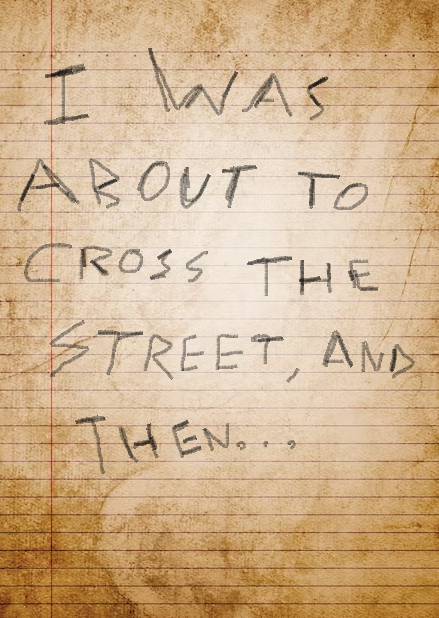 I WAS
ABOUT TO
CROSS THE
STREET, AND
THEN...